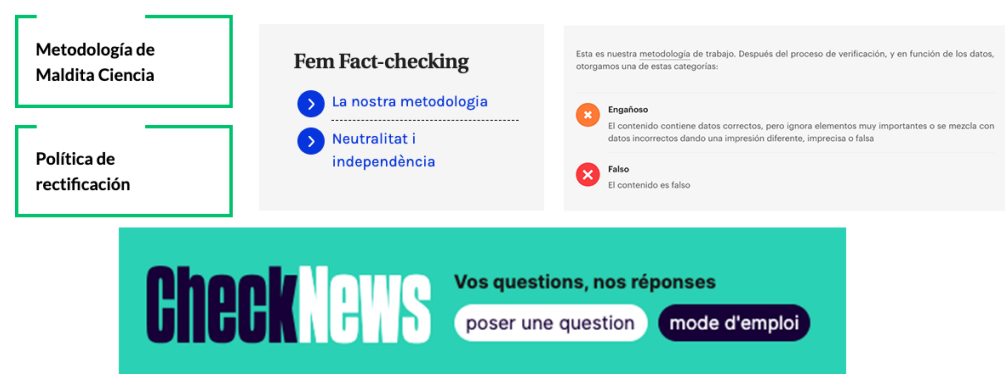 Metodología de
Maldita Ciencia
Política de
rectificación
Fem Fact-checking
La nostra metodologia
Neutralitat i
independència
Esta es nuestra metodología de trabajo. Después del proceso de verificación, y en función de los datos,
otorgamos una de estas categorías:
Engañoso
El contenido contiene datos correctos, pero ignora elementos muy importantes o se mezcla con
datos incorrectos dando una impresión diferente, imprecisa o falsa
Falso
El contenido es falso
CheckNews
Vos questions, nos réponses
poser une question
mode d'emploi